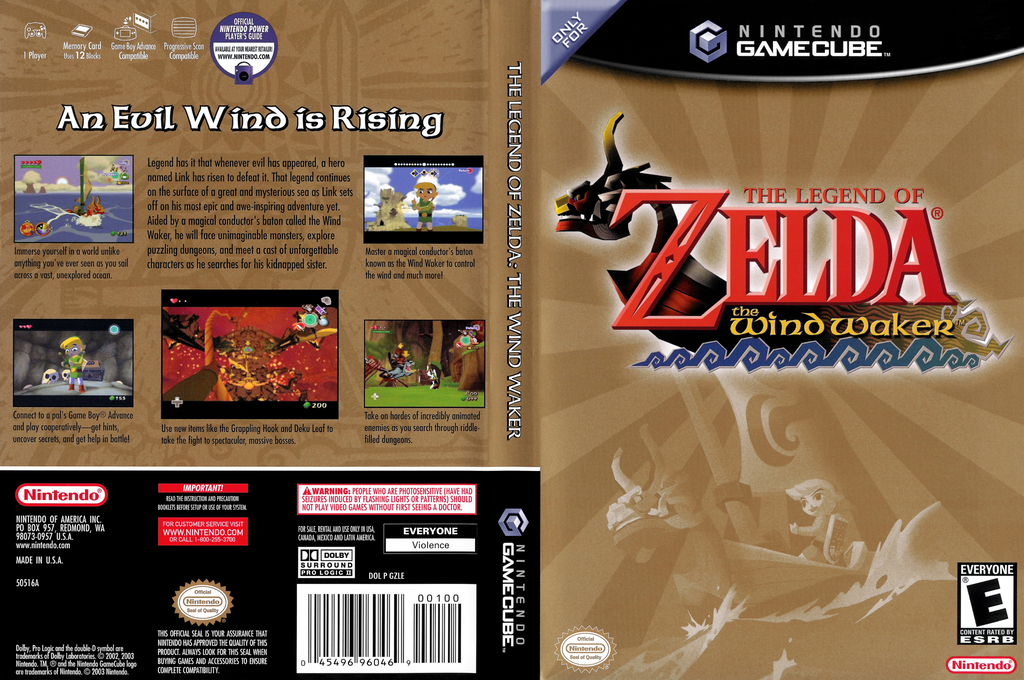 1 Player
Memory Card
Uses 12 Blocks
Game Boy Advance
Compatible
Progressive Scan
Compatible
OFFICIAL
NINTENDO POWER
PLAYER'S GUIDE
AVAILABLE AT YOUR NEAREST RETAILER!
WWW.NINTENDO.COM
An Evil Wind is Rising
Legend has it that whenever evil has appeared, a hero
named Link has risen to defeat it. That legend continues
on the surface of a great and mysterious sea as Link sets
off on his most epic and awe-inspiring adventure yet.
Aided by a magical conductor's baton called the Wind
Waker, he will face unimaginable monsters, explore
puzzling dungeons, and meet a cast of unforgettable
characters as he searches for his kidnapped sister.
Immerse yourself in a world unlike
anything you've ever seen as you sail
across a vast, unexplored ocean.
Master a magical conductor's baton
known as the Wind Waker to control
the wind and much more!
Connect to a pal's Game Boy® Advance
and play cooperatively—get hints,
uncover secrets, and get help in battle!
200
Use new items like the Grappling Hook and Deku Leaf to
take the fight to spectacular, massive bosses.
Take on hordes of incredibly animated
enemies as you search through riddle-
filled dungeons.
Nintendo®
NINTENDO OF AMERICA INC.
PO BOX 957, REDMOND, WA
98073-0957 U.S.A.
www.nintendo.com
MADE IN U.S.A.
50516A
Dolby, Pro Logic and the double-D symbol are
trademarks of Dolby Laboratories. © 2002, 2003
Nintendo. TM, ® and the Nintendo GameCube logo
are trademarks of Nintendo. © 2003 Nintendo.
IMPORTANT!
READ THE INSTRUCTION AND PRECAUTION
BOOKLETS BEFORE SETUP OR USE OF YOUR SYSTEM.
FOR CUSTOMER SERVICE VISIT
WWW.NINTENDO.COM
OR CALL 1-800-255-3700
Official
Nintendo
Seal of Quality
THIS OFFICIAL SEAL IS YOUR ASSURANCE THAT
NINTENDO HAS APPROVED THE QUALITY OF THIS
PRODUCT. ALWAYS LOOK FOR THIS SEAL WHEN
BUYING GAMES AND ACCESSORIES TO ENSURE
COMPLETE COMPATIBILITY.
WARNING: PEOPLE WHO ARE PHOTOSENSITIVE (HAVE HAD
SEIZURES INDUCED BY FLASHING LIGHTS OR PATTERNS) SHOULD
NOT PLAY VIDEO GAMES WITHOUT FIRST SEEING A DOCTOR.
FOR SALE, RENTAL AND USE ONLY IN USA,
CANADA, MEXICO AND LATIN AMERICA.
EVERYONE
Violence
DOLBY
SURROUND
PRO LOGIC II
DOL P GZLE
00100
0 45496 96046 9
THE LEGEND OF ZELDA • THE WIND WAKER
NINTENDO
GAMECUBE™
ONLY
FOR
NINTENDO
GAMECUBE™
THE LEGEND OF
ZELDA®
the Wind Waker™
Official
Nintendo
Seal of Quality
EVERYONE
E®
CONTENT RATED BY
ESRB
Nintendo®